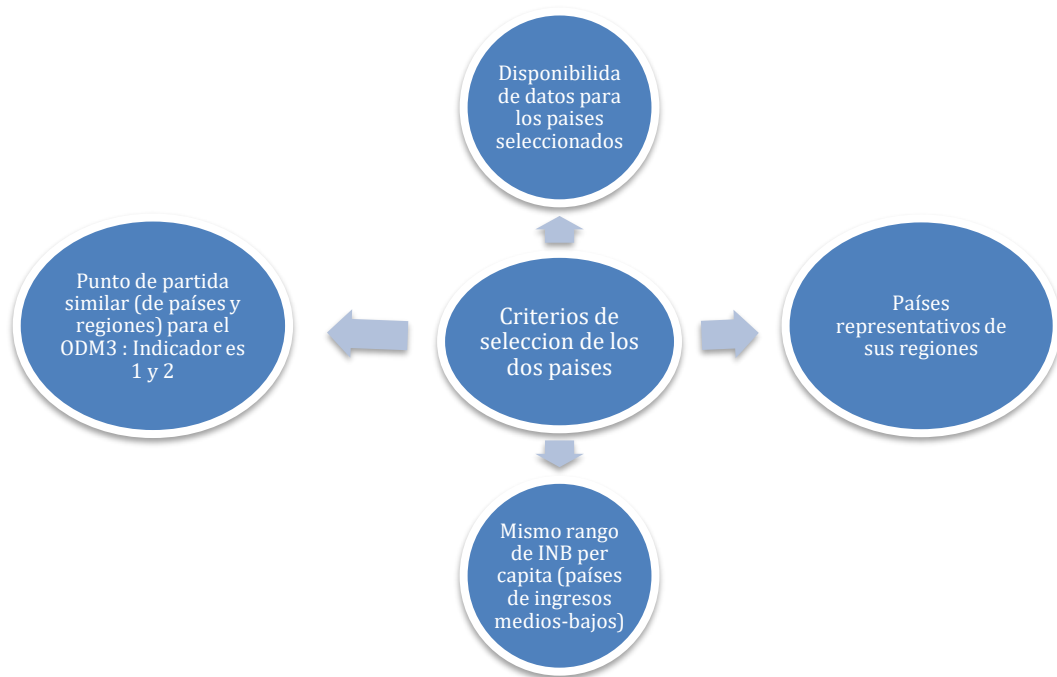 Disponibilida
de datos para
los paises
seleccionados
Punto de partida
similar (de países y
regiones) para el
ODM3 : Indicador es
1 y 2
Criterios de
seleccion de los
dos paises
Países
representativos de
sus regiones
Mismo rango
de INB per
capita (países
de ingresos
medios-bajos)